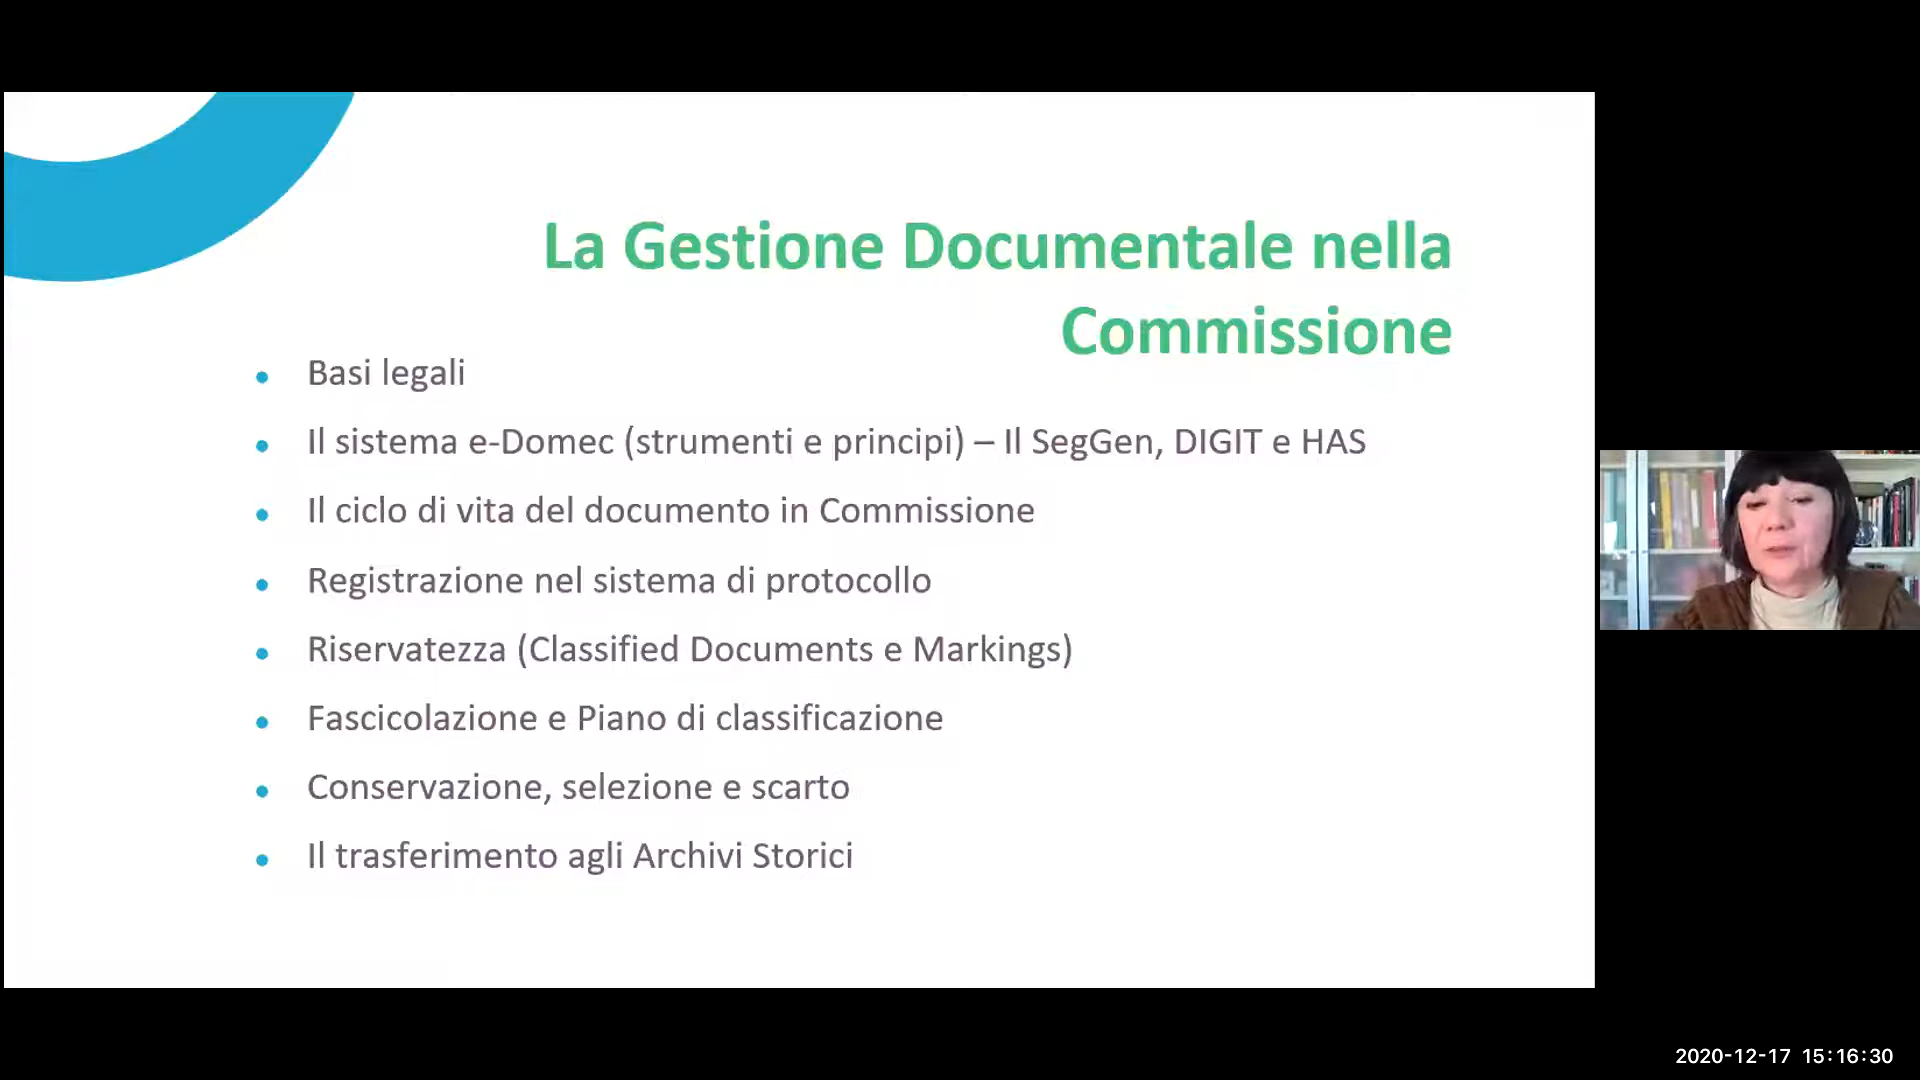 La Gestione Documentale nella
Commissione
• Basi legali
• Il sistema e-Domec (strumenti e principi) – Il SegGen, DIGIT e HAS
• Il ciclo di vita del documento in Commissione
• Registrazione nel sistema di protocollo
• Riservatezza (Classified Documents e Markings)
• Fascicolazione e Piano di classificazione
• Conservazione, selezione e scarto
• Il trasferimento agli Archivi Storici
2020-12-17 15:16:30